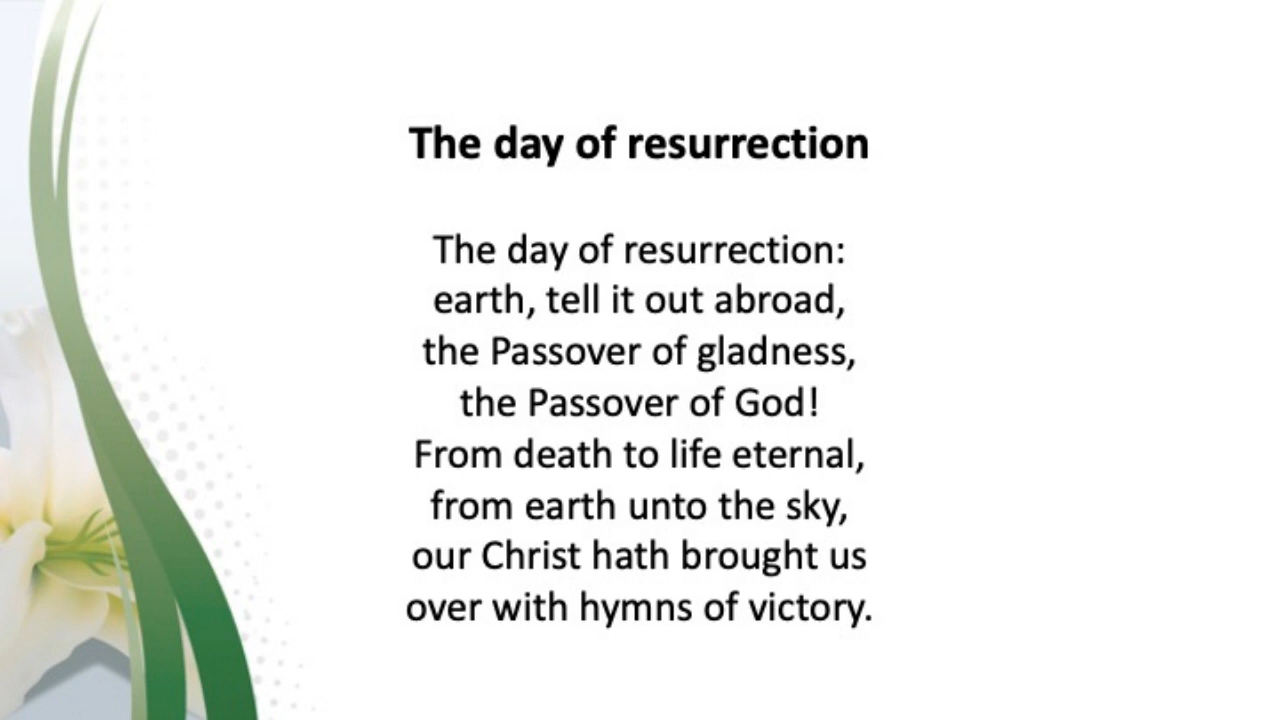 The day of resurrection
The day of resurrection:
earth, tell it out abroad,
the Passover of gladness,
the Passover of God!
From death to life eternal,
from earth unto the sky,
our Christ hath brought us
over with hymns of victory.